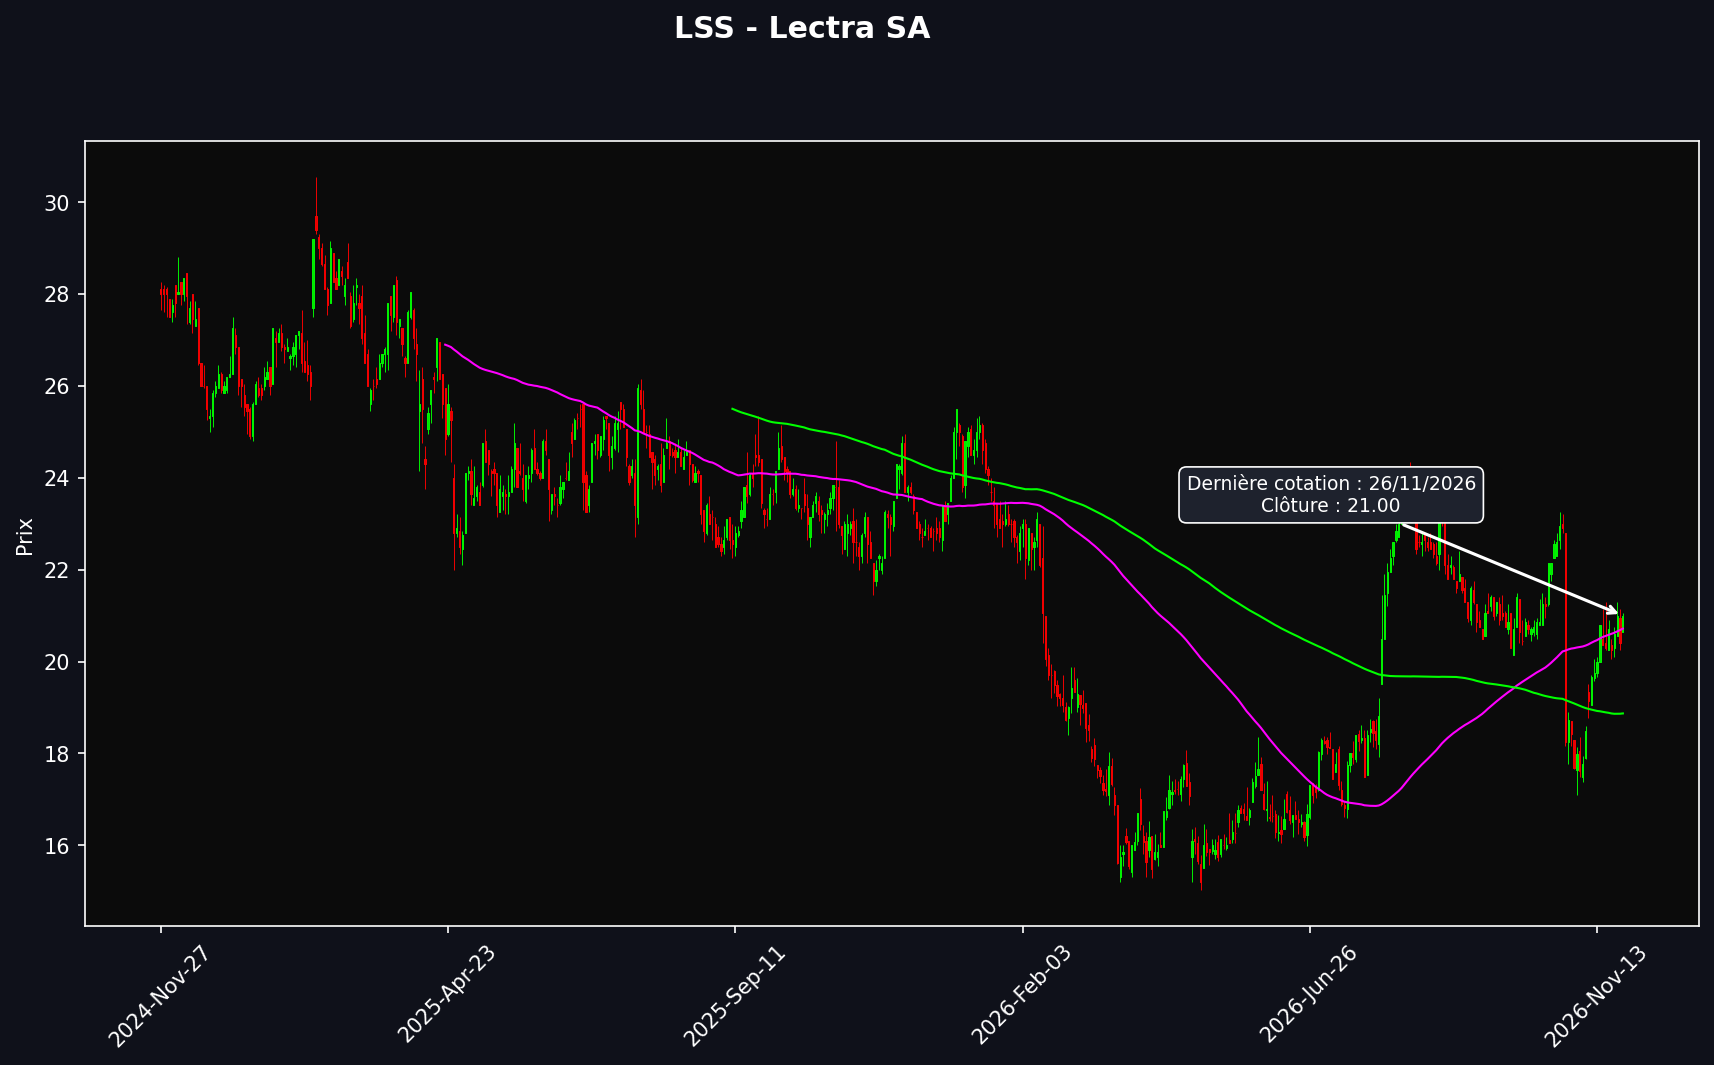 LSS - Lectra SA
Prix
30
28
26
24
22
20
18
16
Dernière cotation : 26/11/2026
Clôture : 21.00
2024-Nov-27
2025-Apr-23
2025-Sep-11
2026-Feb-03
2026-Jun-26
2026-Nov-13